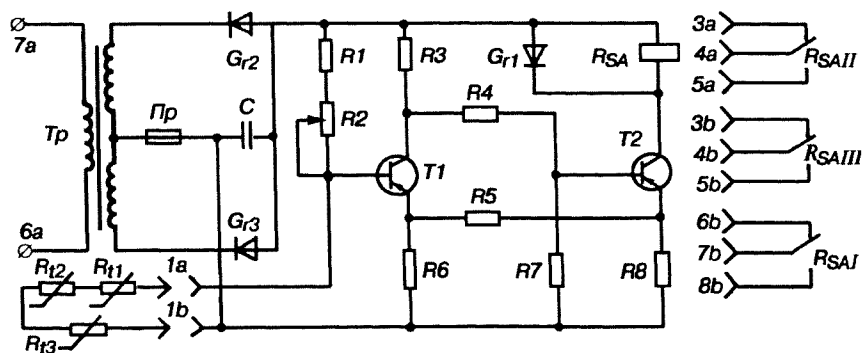 7a
Tp
6a
Gr2
Пр
C
Gr3
R1
R2
R3
R4
Gr1
RSA
T1
T2
R5
R6
R7
R8
Rt2
Rt1
1a
1b
Rt3
3a
4a
5a
RSAII
3b
4b
5b
RSAIII
6b
7b
8b
RSAI